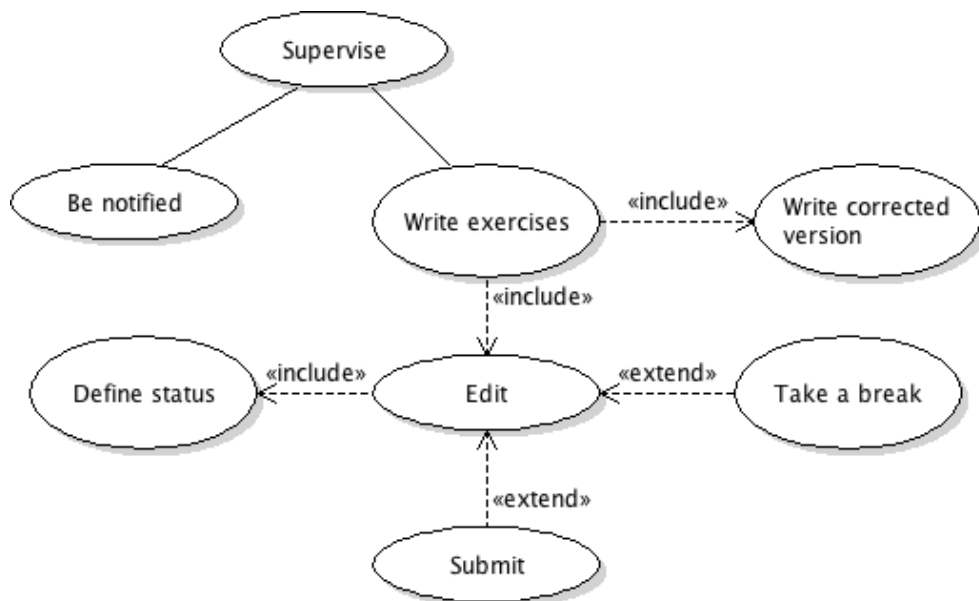 Supervise
Be notified
Write exercises
«include»
Write corrected
version
«include»
Define status
«include»
Edit
«extend»
Take a break
«extend»
Submit